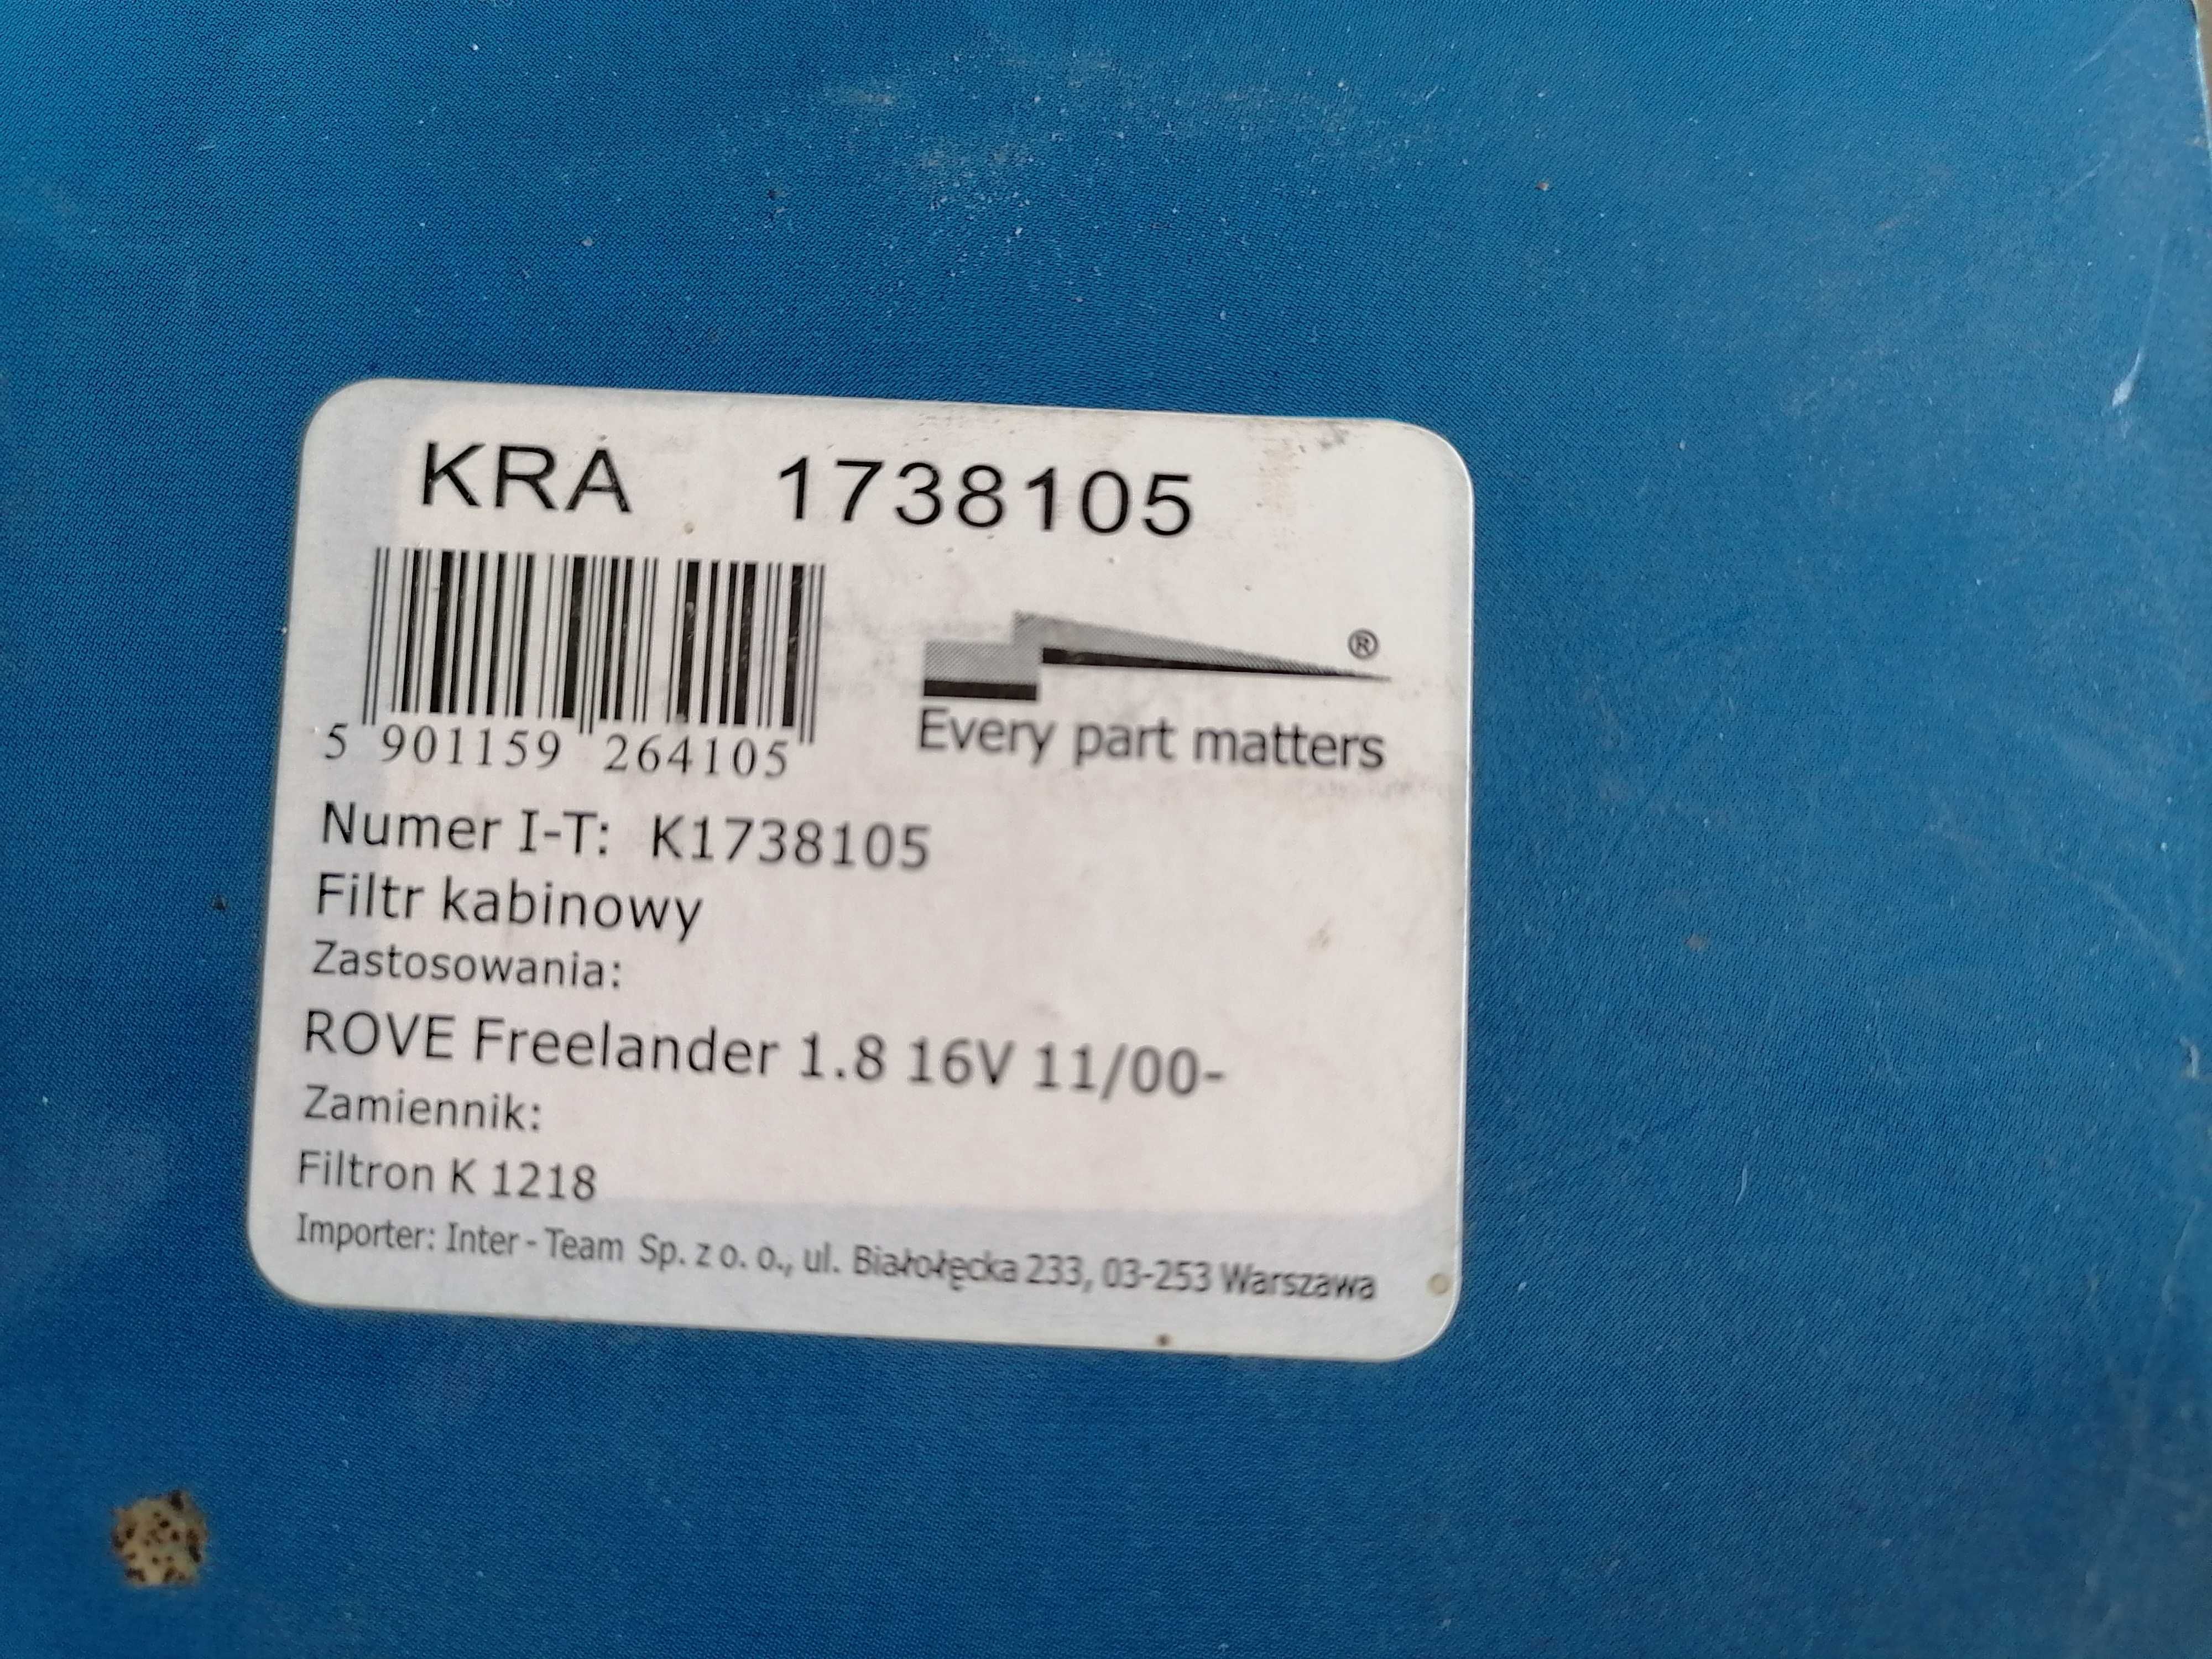 KRA 1738105
®
Every part matters
5 901159 264105
Numer I-T: K1738105
Filtr kabinowy
Zastosowania:
ROVE Freelander 1.8 16V 11/00-
Zamiennik:
Filtron K 1218
Importer: Inter - Team Sp. z o. o., ul. Białołęcka 233, 03-253 Warszawa